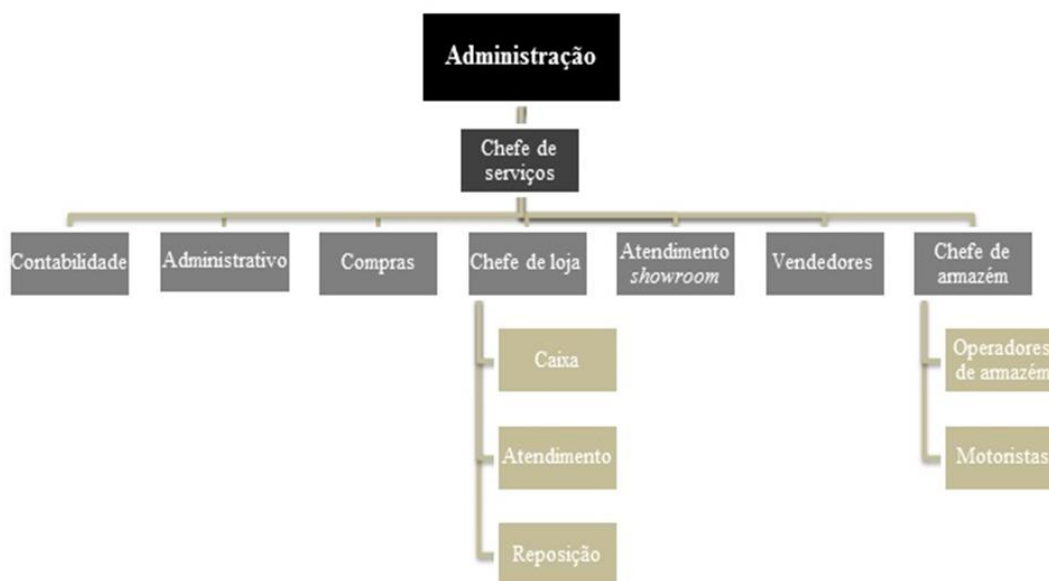 Administração
Chefe de
serviços
Contabilidade
Administrativo
Compras
Chefe de loja
Atendimento
showroom
Vendedores
Chefe de
armazém
Caixa
Atendimento
Reposição
Operadores
de armazém
Motoristas